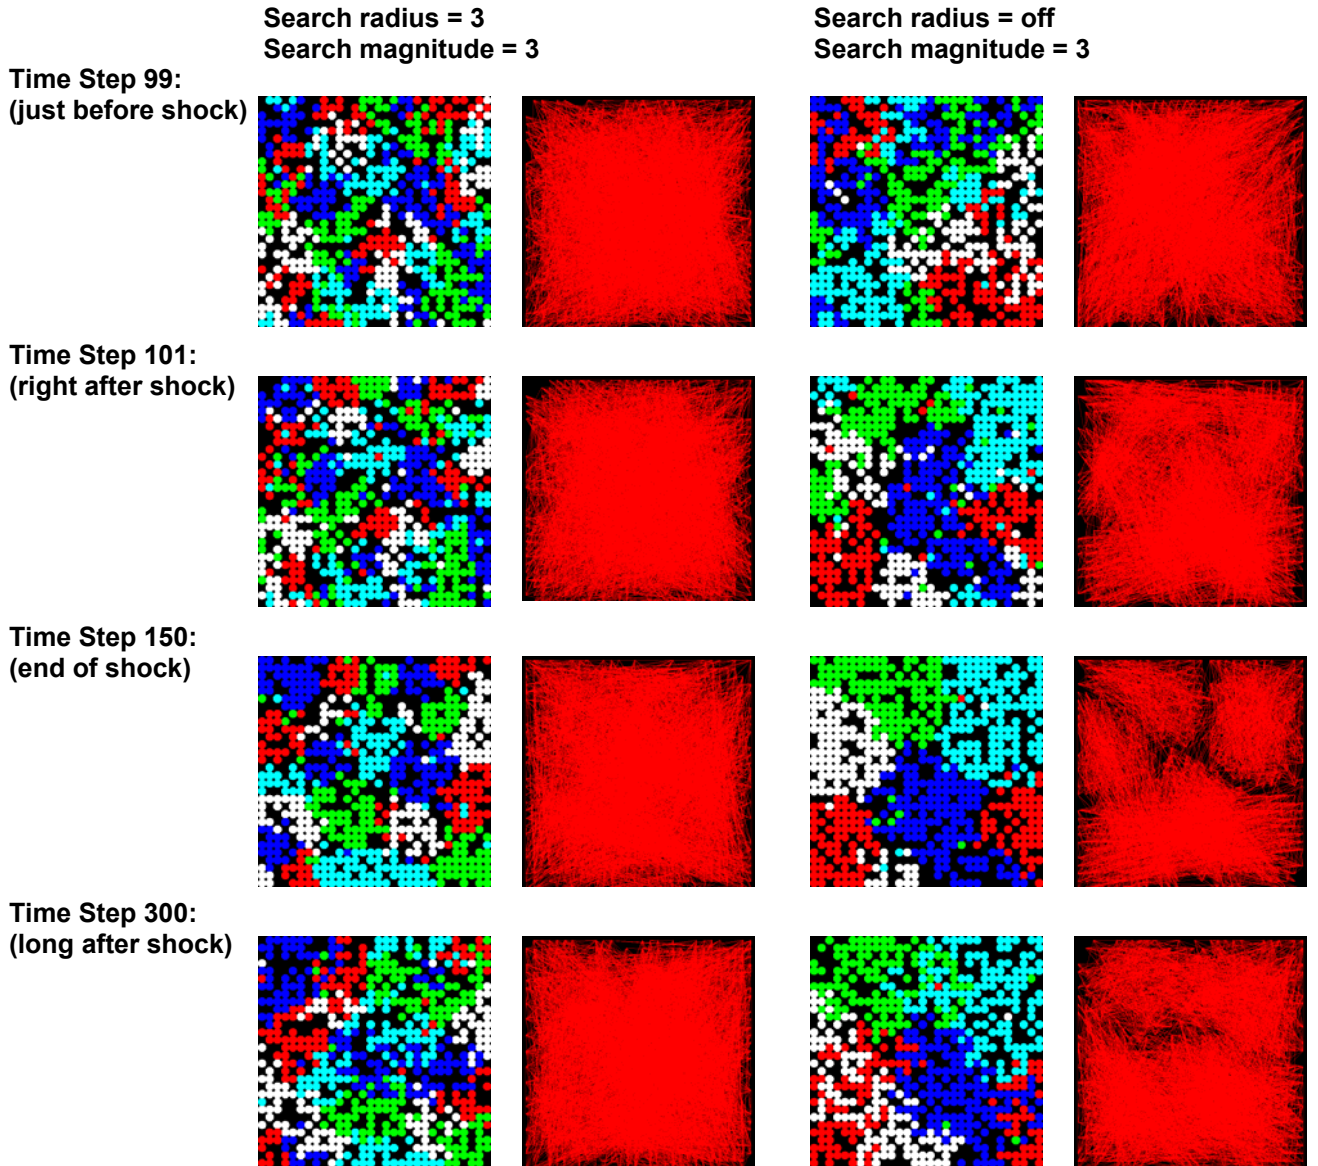 Search radius = 3
Search magnitude = 3
Search radius = off
Search magnitude = 3
Time Step 99:
(just before shock)
Time Step 101:
(right after shock)
Time Step 150:
(end of shock)
Time Step 300:
(long after shock)